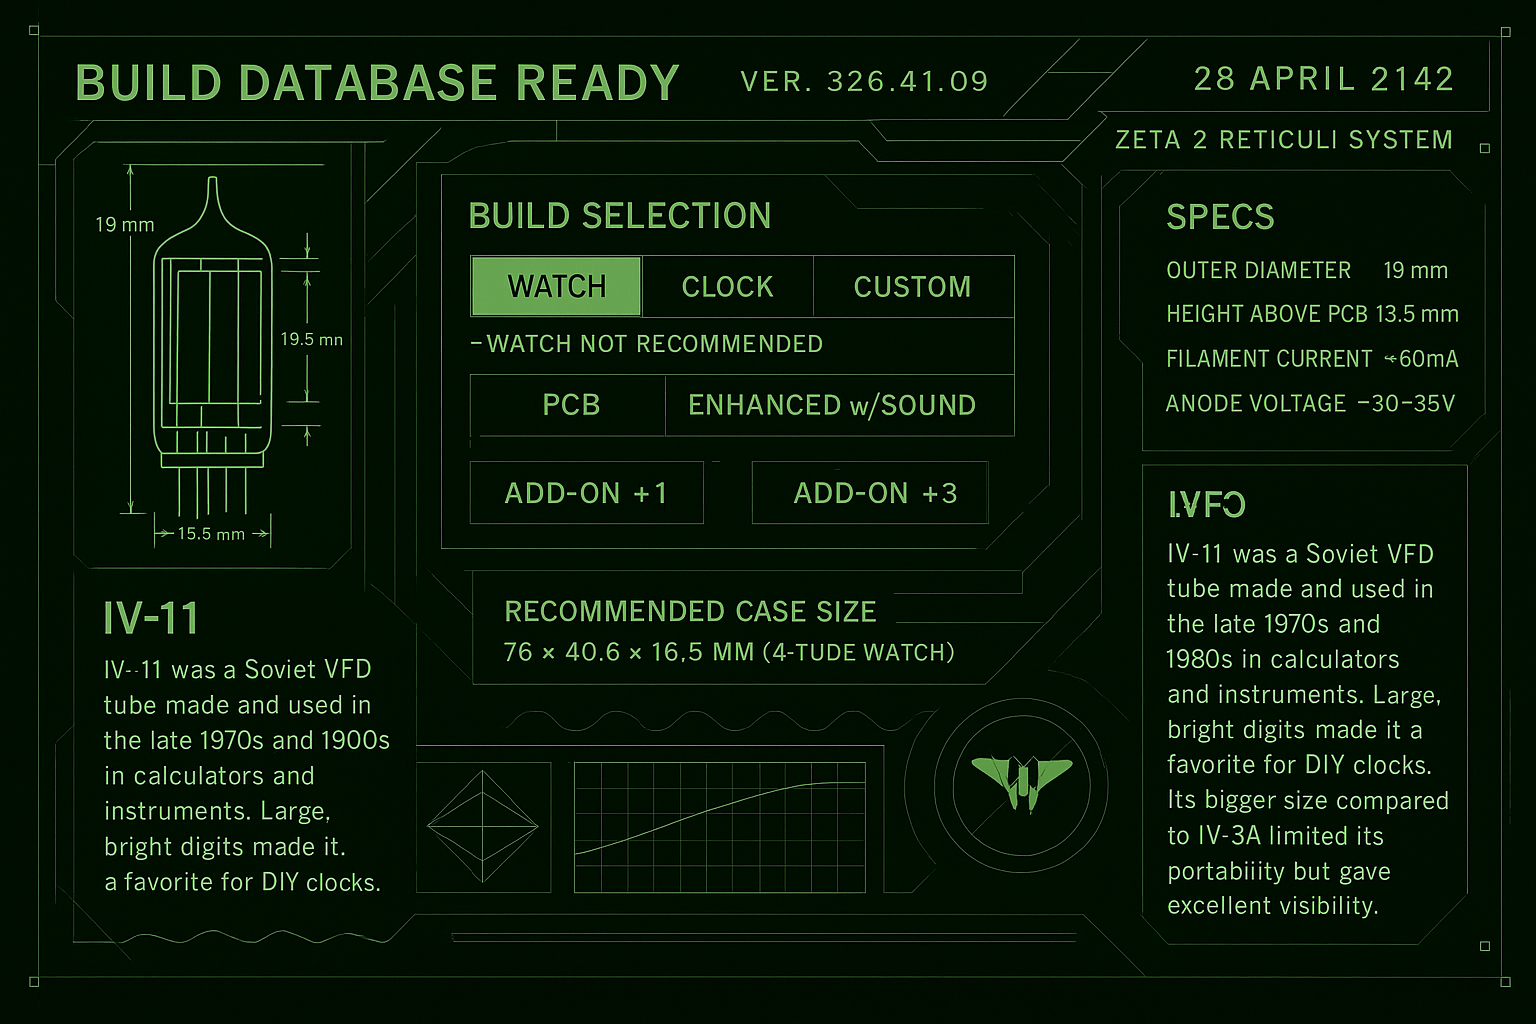 BUILD DATABASE READY
VER. 326.41.09
28 APRIL 2142
ZETA 2 RETICULI SYSTEM
19 mm
19.5 mn
15.5 mm
IV-11
IV--11 was a Soviet VFD
tube made and used in
the late 1970s and 1900s
in calculators and
instruments. Large,
bright digits made it.
a favorite for DIY clocks.
BUILD SELECTION
WATCH CLOCK CUSTOM
-WATCH NOT RECOMMENDED
PCB ENHANCED w/SOUND
ADD-ON +1 ADD-ON +3
RECOMMENDED CASE SIZE
76 × 40.6 × 16,5 MM (4-TUDE WATCH)
SPECS
OUTER DIAMETER 19 mm
HEIGHT ABOVE PCB 13.5 mm
FILAMENT CURRENT 60mA
ANODE VOLTAGE -30-35V
IV-11 was a Soviet VFD
tube made and used in
the late 1970s and
1980s in calculators
and instruments. Large,
bright digits made it a
favorite for DIY clocks.
Its bigger size compared
to IV-3A limited its
portabiiity but gave
excellent visibility.